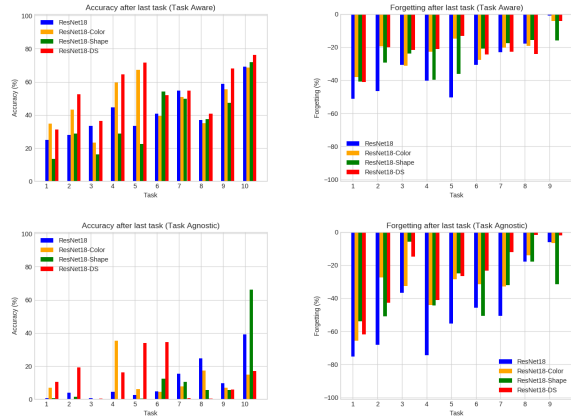 Accuracy after last task (Task Aware)
100
80
60
40
20
0
Accuracy (%)
ResNet18
ResNet18-Color
ResNet18-Shape
ResNet18-DS
1 2 3 4 5 6 7 8 9 10
Task
Forgetting after last task (Task Aware)
0
−20
−40
−60
−80
−100
Forgetting (%)
ResNet18
ResNet18-Color
ResNet18-Shape
ResNet18-DS
1 2 3 4 5 6 7 8 9
Task
Accuracy after last task (Task Agnostic)
100
80
60
40
20
0
Accuracy (%)
ResNet18
ResNet18-Color
ResNet18-Shape
ResNet18-DS
1 2 3 4 5 6 7 8 9 10
Task
Forgetting after last task (Task Agnostic)
0
−20
−40
−60
−80
−100
Forgetting (%)
ResNet18
ResNet18-Color
ResNet18-Shape
ResNet18-DS
1 2 3 4 5 6 7 8 9
Task